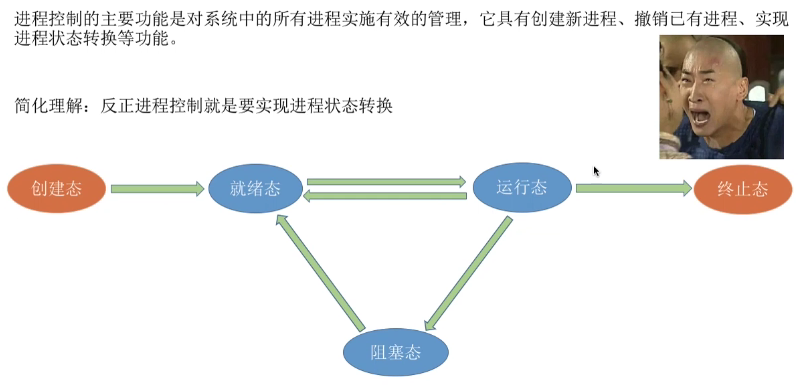 进程控制的主要功能是对系统中的所有进程实施有效的管理，它具有创建新进程、撤销已有进程、实现
进程状态转换等功能。
简化理解：反正进程控制就是要实现进程状态转换
创建态
就绪态
运行态
终止态
阻塞态